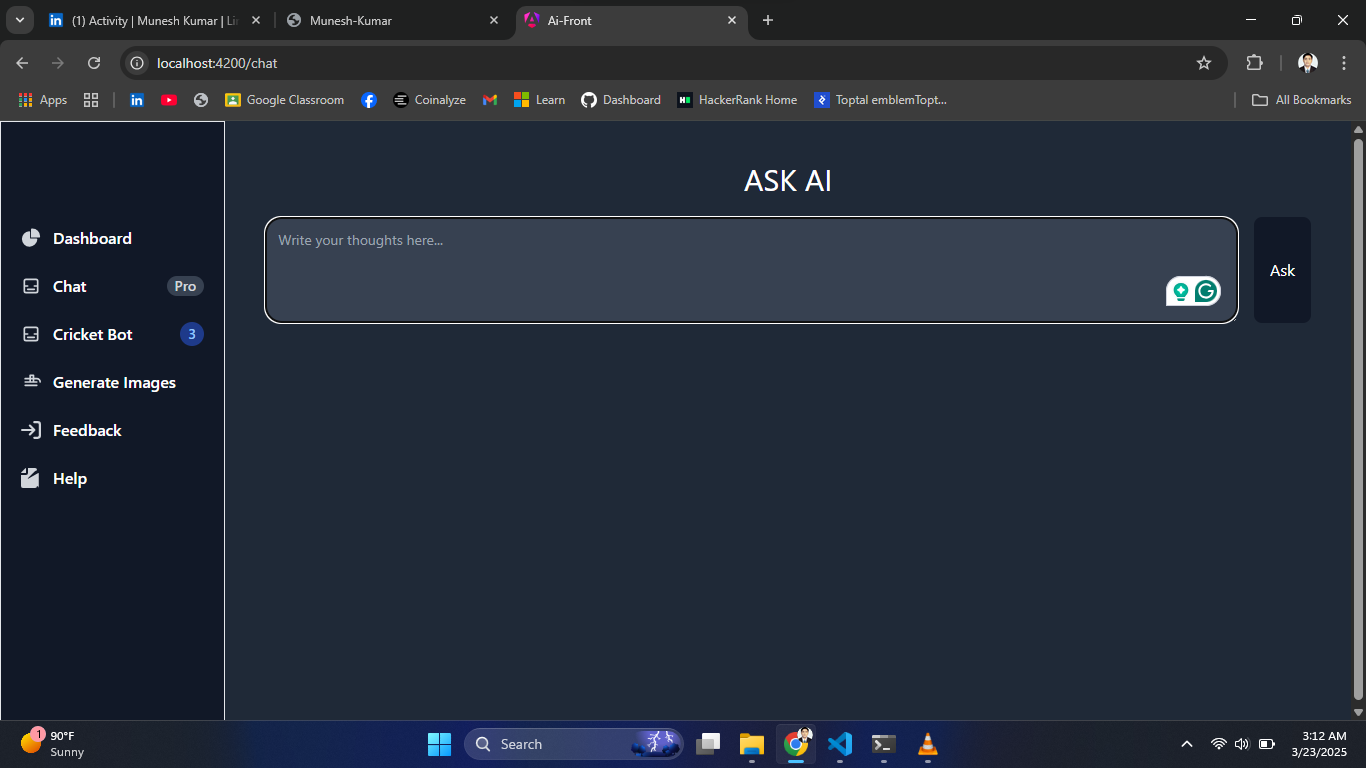 (1) Activity | Munesh Kumar | Li
Munesh-Kumar
Ai-Front
localhost:4200/chat
Apps
Google Classroom
Coinalyze
Learn
Dashboard
HackerRank Home
Toptal emblemTopt...
All Bookmarks
ASK AI
Write your thoughts here...
Ask
Dashboard
Chat Pro
Cricket Bot 3
Generate Images
Feedback
Help
1
90°F
Sunny
Search
3:12 AM
3/23/2025